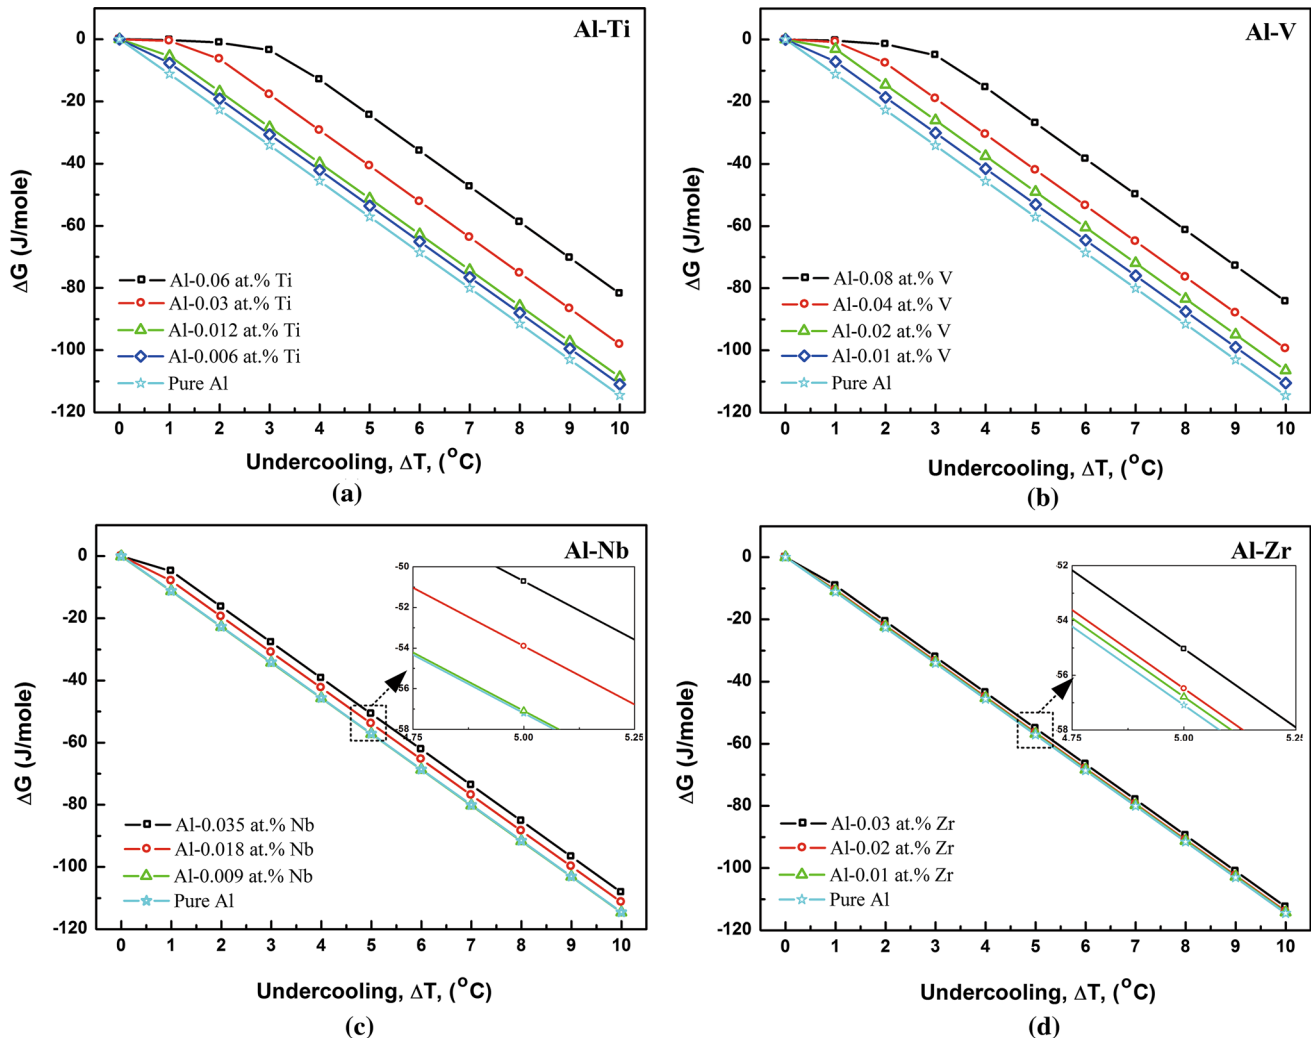 Al-Ti
0
-20
-40
-60
-80
-100
-120
ΔG (J/mole)
Al-0.06 at.% Ti
Al-0.03 at.% Ti
Al-0.012 at.% Ti
Al-0.006 at.% Ti
Pure Al
0 1 2 3 4 5 6 7 8 9 10
Undercooling, ΔT, (°C)
(a)
Al-V
0
-20
-40
-60
-80
-100
-120
ΔG (J/mole)
Al-0.08 at.% V
Al-0.04 at.% V
Al-0.02 at.% V
Al-0.01 at.% V
Pure Al
0 1 2 3 4 5 6 7 8 9 10
Undercooling, ΔT, (°C)
(b)
Al-Nb
0
-20
-40
-60
-80
-100
-120
ΔG (J/mole)
-50
-52
-54
-56
-58
4.75 5.00 5.25
Al-0.035 at.% Nb
Al-0.018 at.% Nb
Al-0.009 at.% Nb
Pure Al
0 1 2 3 4 5 6 7 8 9 10
Undercooling, ΔT, (°C)
(c)
Al-Zr
0
-20
-40
-60
-80
-100
-120
ΔG (J/mole)
-52
-54
-56
-58
4.75 5.00 5.25
Al-0.03 at.% Zr
Al-0.02 at.% Zr
Al-0.01 at.% Zr
Pure Al
0 1 2 3 4 5 6 7 8 9 10
Undercooling, ΔT, (°C)
(d)